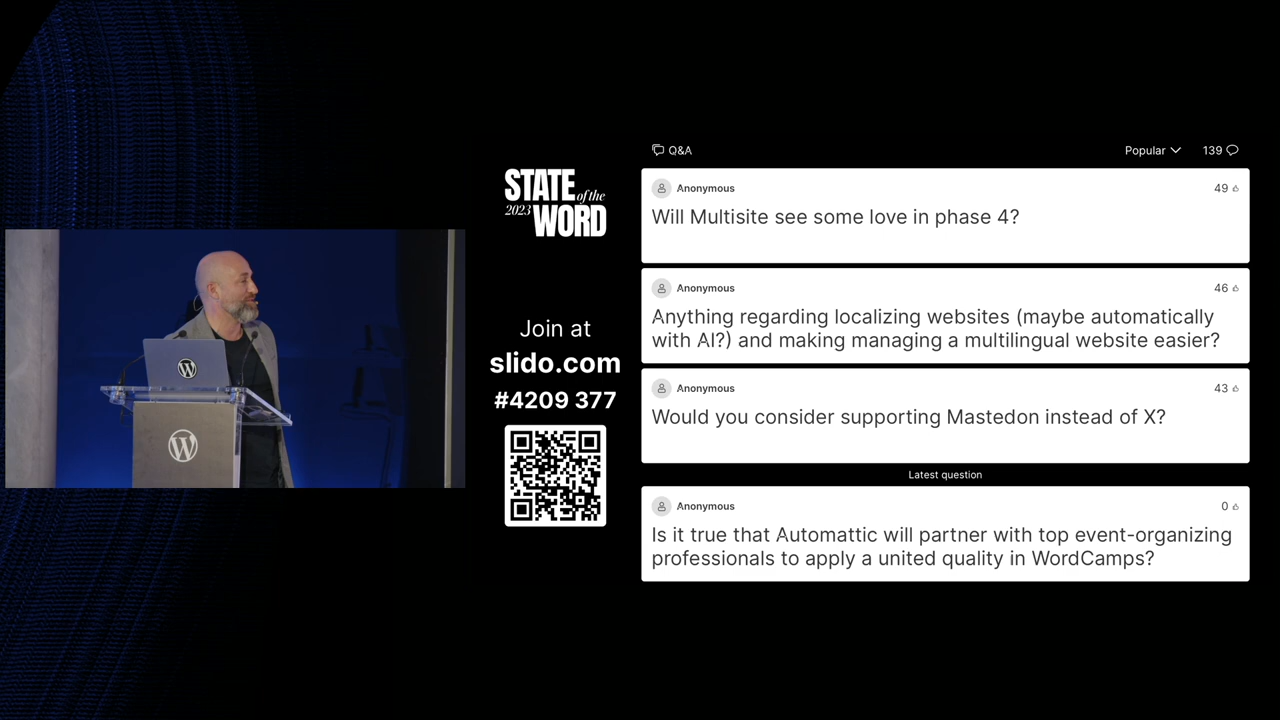 Q&A
Popular
139
STATE of the
2023 WORD
Join at
slido.com
#4209 377
Anonymous
49
Will Multisite see some love in phase 4?
Anonymous
46
Anything regarding localizing websites (maybe automatically
with AI?) and making managing a multilingual website easier?
Anonymous
43
Would you consider supporting Mastedon instead of X?
Latest question
Anonymous
0
Is it true that Automattic will partner with top event-organizing
professionals to apply a united quality in WordCamps?
W
W